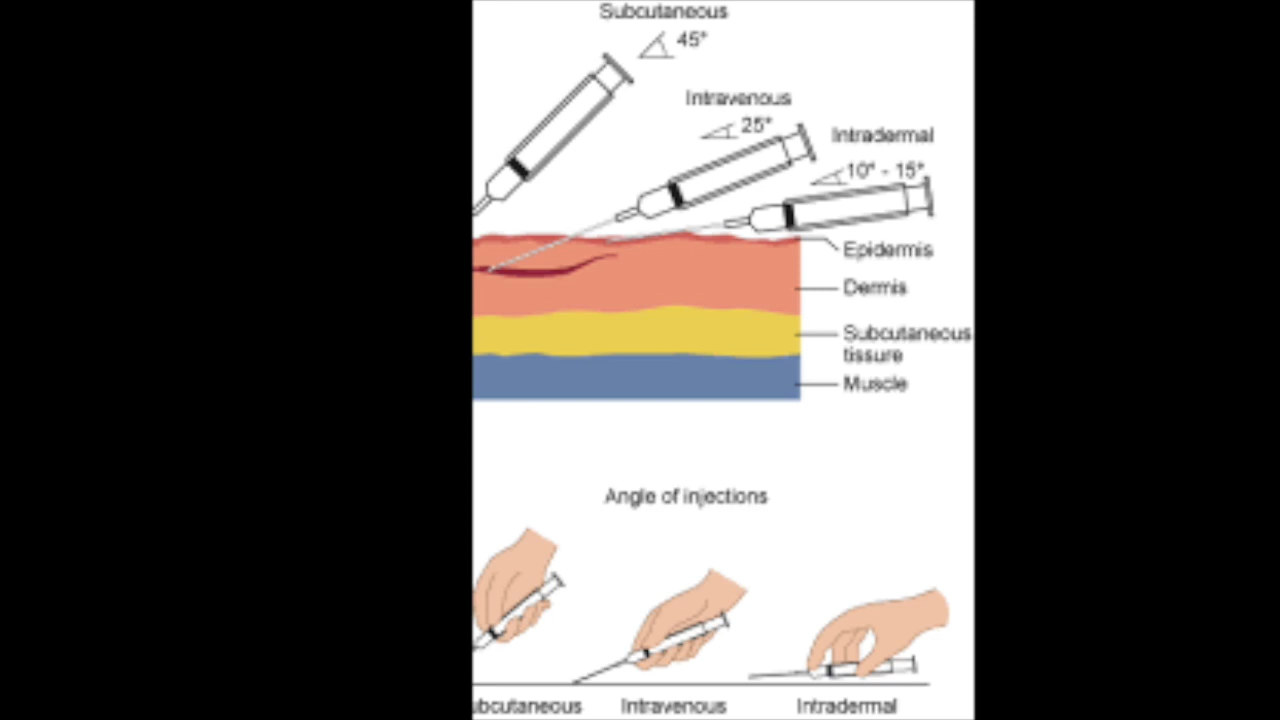 Subcutaneous
45°
Intravenous
25°
Intradermal
10° - 15°
Epidermis
Dermis
Subcutaneous
tissure
Muscle
Angle of injections
ubcutaneous
Intravenous
Intradermal